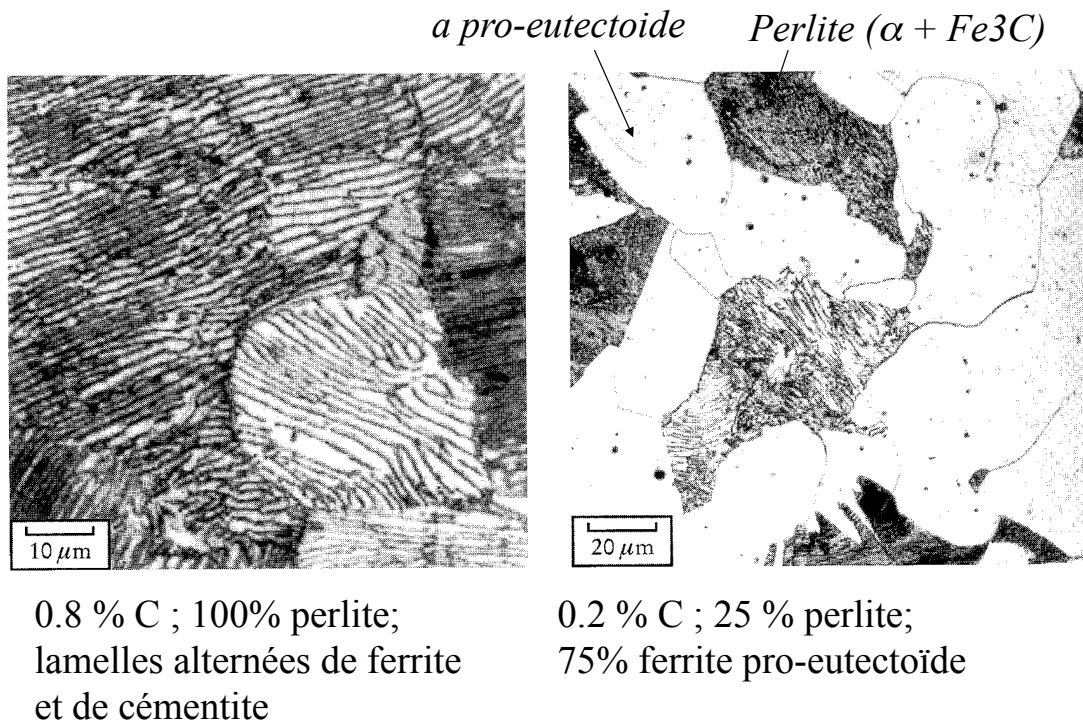 a pro-eutectoide
Perlite (α + Fe3C)
10 μm
20 μm
0.8 % C ; 100% perlite;
lamelles alternées de ferrite
et de cémentite
0.2 % C ; 25 % perlite;
75% ferrite pro-eutectoïde